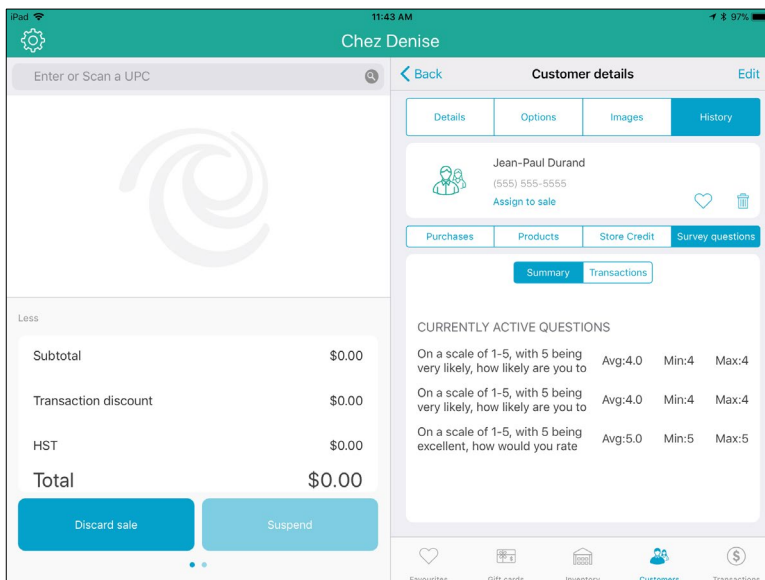 iPad 11:43 AM 97%
Chez Denise
Enter or Scan a UPC
Back Customer details Edit
Details Options Images History
Jean-Paul Durand
(555) 555-5555
Assign to sale
Purchases Products Store Credit Survey questions
Summary Transactions
CURRENTLY ACTIVE QUESTIONS
On a scale of 1-5, with 5 being
very likely, how likely are you to
Avg:4.0 Min:4 Max:4
On a scale of 1-5, with 5 being
very likely, how likely are you to
Avg:4.0 Min:4 Max:4
On a scale of 1-5, with 5 being
excellent, how would you rate
Avg:5.0 Min:5 Max:5
Less
Subtotal $0.00
Transaction discount $0.00
HST $0.00
Total $0.00
Discard sale Suspend
Favourites Gift cards Inventory Customers Transactions